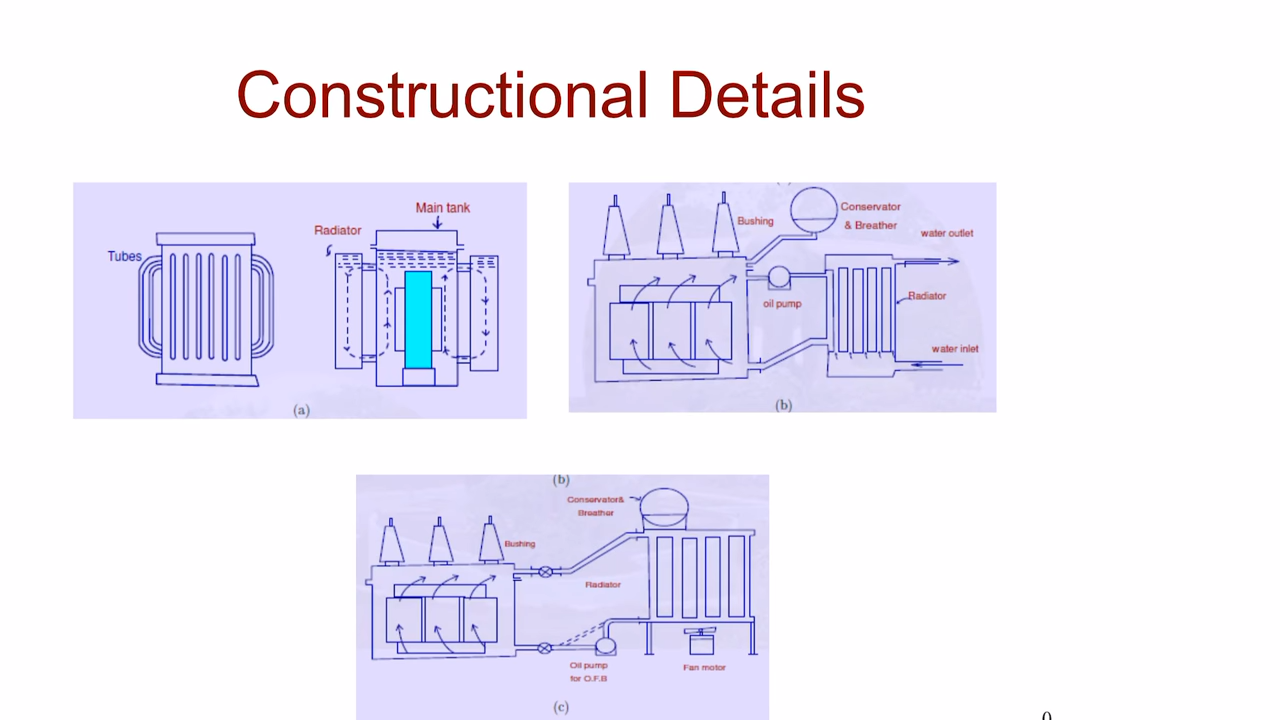 Constructional Details
Main tank
Radiator
Tubes
(a)
Conservator
& Breather
Bushing
water outlet
oil pump
Radiator
water inlet
(b)
(b)
Conservator&
Breather
Bushing
Radiator
Oil pump
for O.F.B
Fan motor
(c)